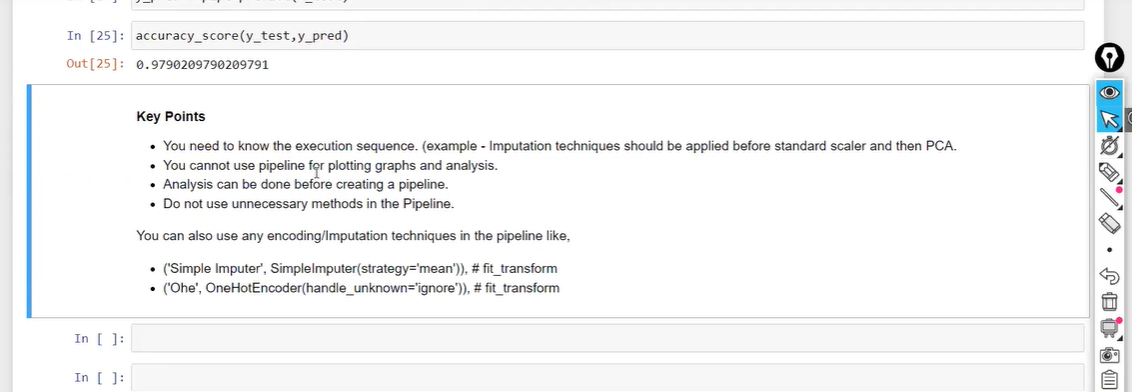 In [25]: accuracy_score(y_test,y_pred)
Out[25]: 0.9790209790209791
Key Points
• You need to know the execution sequence. (example - Imputation techniques should be applied before standard scaler and then PCA.
• You cannot use pipeline for plotting graphs and analysis.
• Analysis can be done before creating a pipeline.
• Do not use unnecessary methods in the Pipeline.
You can also use any encoding/Imputation techniques in the pipeline like,
• ('Simple Imputer', SimpleImputer(strategy='mean')), # fit_transform
• ('Ohe', OneHotEncoder(handle_unknown='ignore')), # fit_transform
In [ ]:
In [ ]: